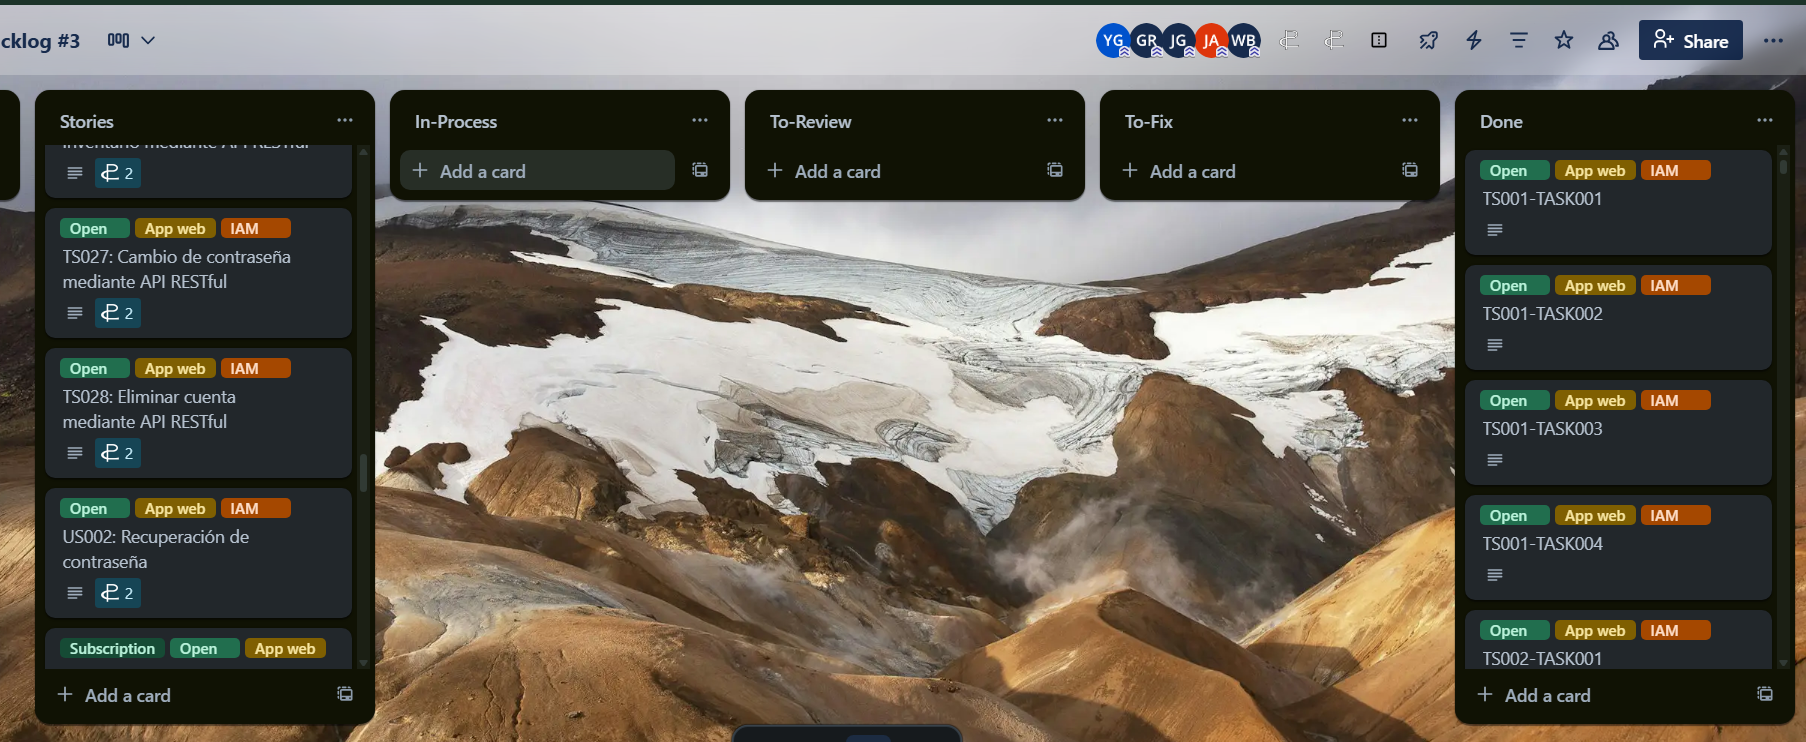 cklog #3
YG GR JG JA WB
Share
Stories
Inventario mediante API RESTful
2
Open App web IAM
TS027: Cambio de contraseña
mediante API RESTful
2
Open App web IAM
TS028: Eliminar cuenta
mediante API RESTful
2
Open App web IAM
US002: Recuperación de
contraseña
2
Subscription Open App web
Add a card
In-Process
Add a card
To-Review
Add a card
To-Fix
Add a card
Done
Open App web IAM
TS001-TASK001
Open App web IAM
TS001-TASK002
Open App web IAM
TS001-TASK003
Open App web IAM
TS001-TASK004
Open App web IAM
TS002-TASK001
Add a card